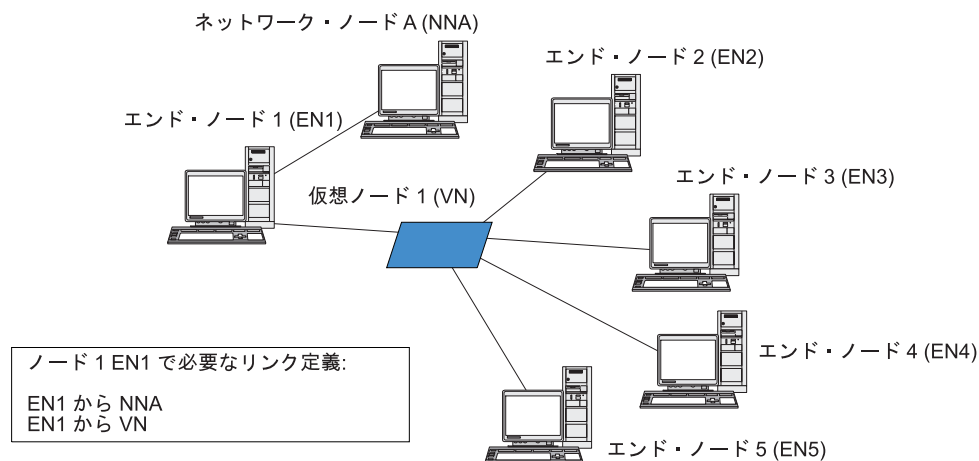 ネットワーク・ノード A (NNA)
エンド・ノード 2 (EN2)
エンド・ノード 1 (EN1)
エンド・ノード 3 (EN3)
仮想ノード 1 (VN)
エンド・ノード 4 (EN4)
ノード 1 EN1 で必要なリンク定義:
EN1 から NNA
EN1 から VN
エンド・ノード 5 (EN5)